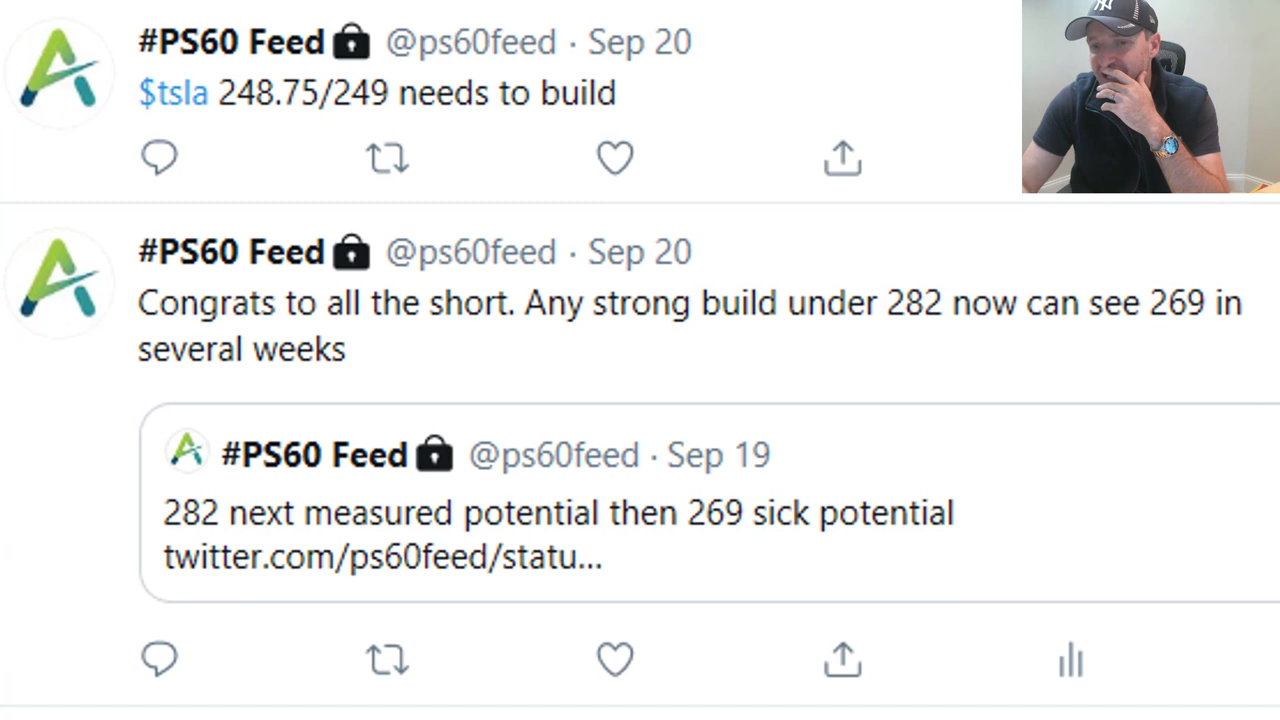 #PS60 Feed @ps60feed · Sep 20
$tsla 248.75/249 needs to build
#PS60 Feed @ps60feed · Sep 20
Congrats to all the short. Any strong build under 282 now can see 269 in
several weeks
#PS60 Feed @ps60feed · Sep 19
282 next measured potential then 269 sick potential
twitter.com/ps60feed/statu...